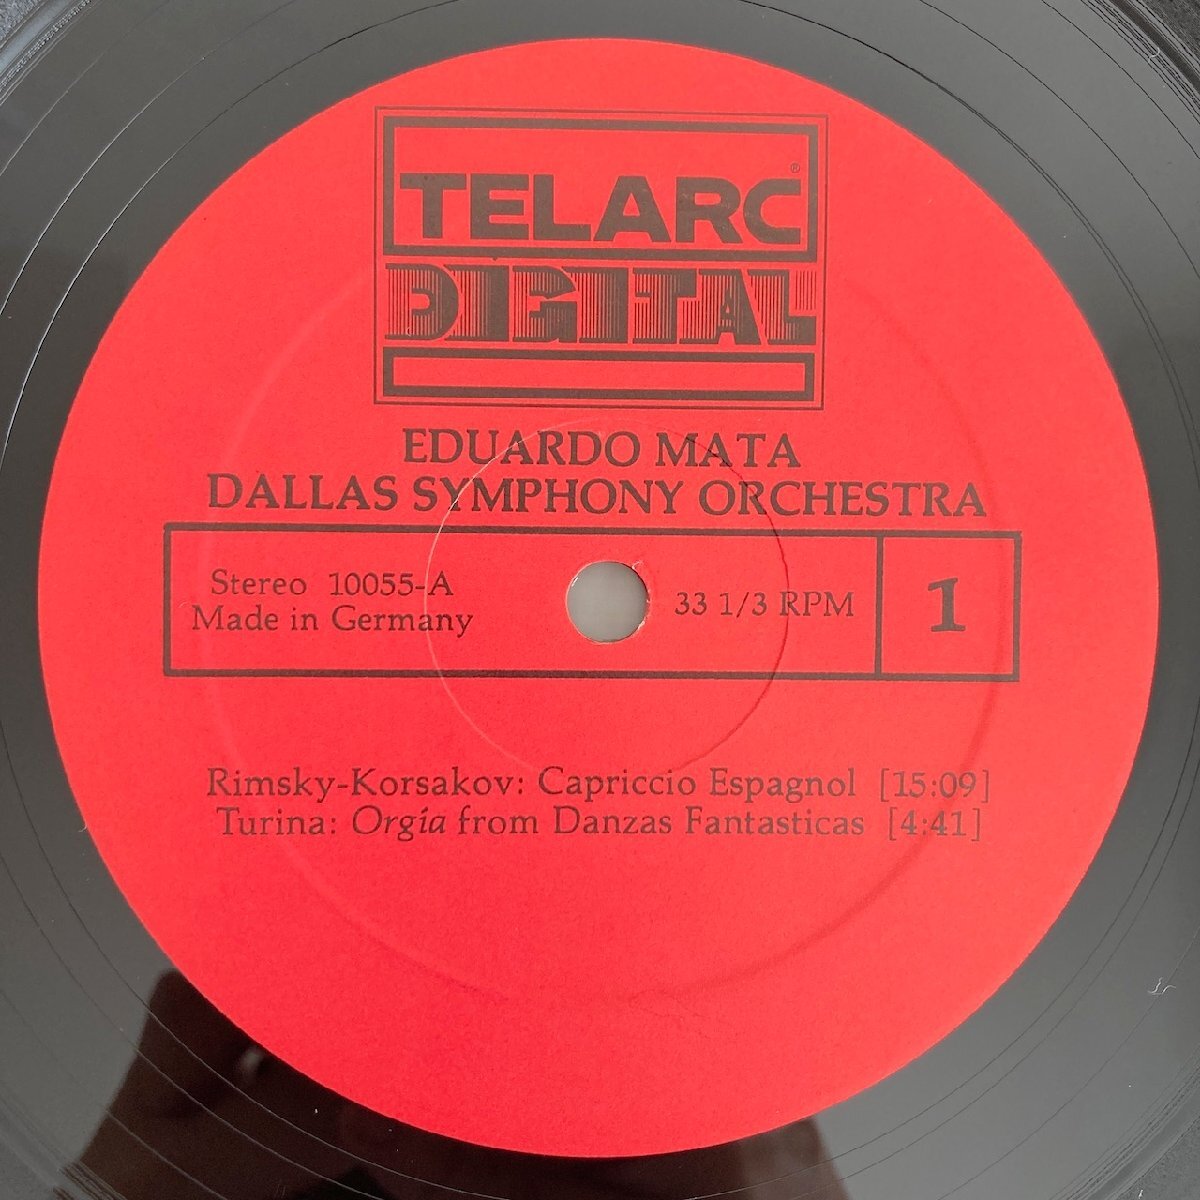 TELARC®
DIGITAL
EDUARDO MATA
DALLAS SYMPHONY ORCHESTRA
Stereo 10055-A
Made in Germany
33 1/3 RPM
1
Rimsky-Korsakov: Capriccio Espagnol [15:09]
Turina: Orgía from Danzas Fantasticas [4:41]